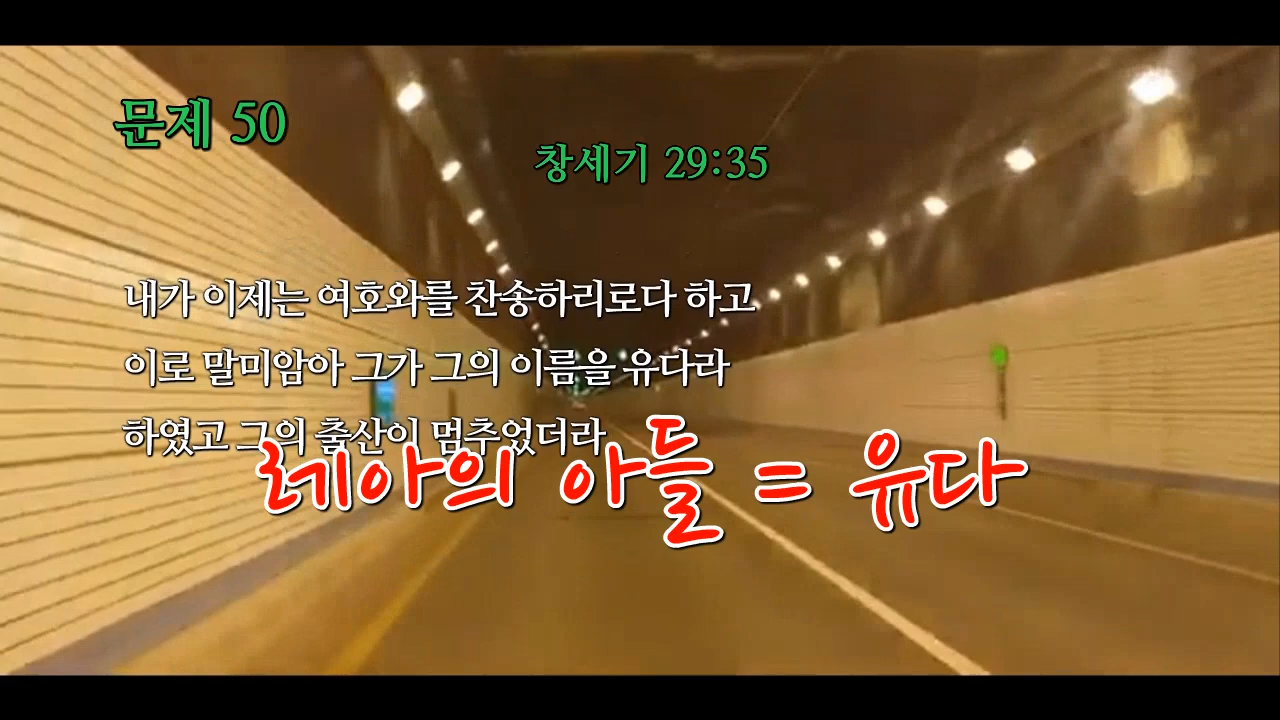 문제 50
창세기 29:35
내가 이제는 여호와를 찬송하리로다 하고
이로 말미암아 그가 그의 이름을 유다라
하였고 그의 출산이 멈추었더라
레아의 아들 = 유다